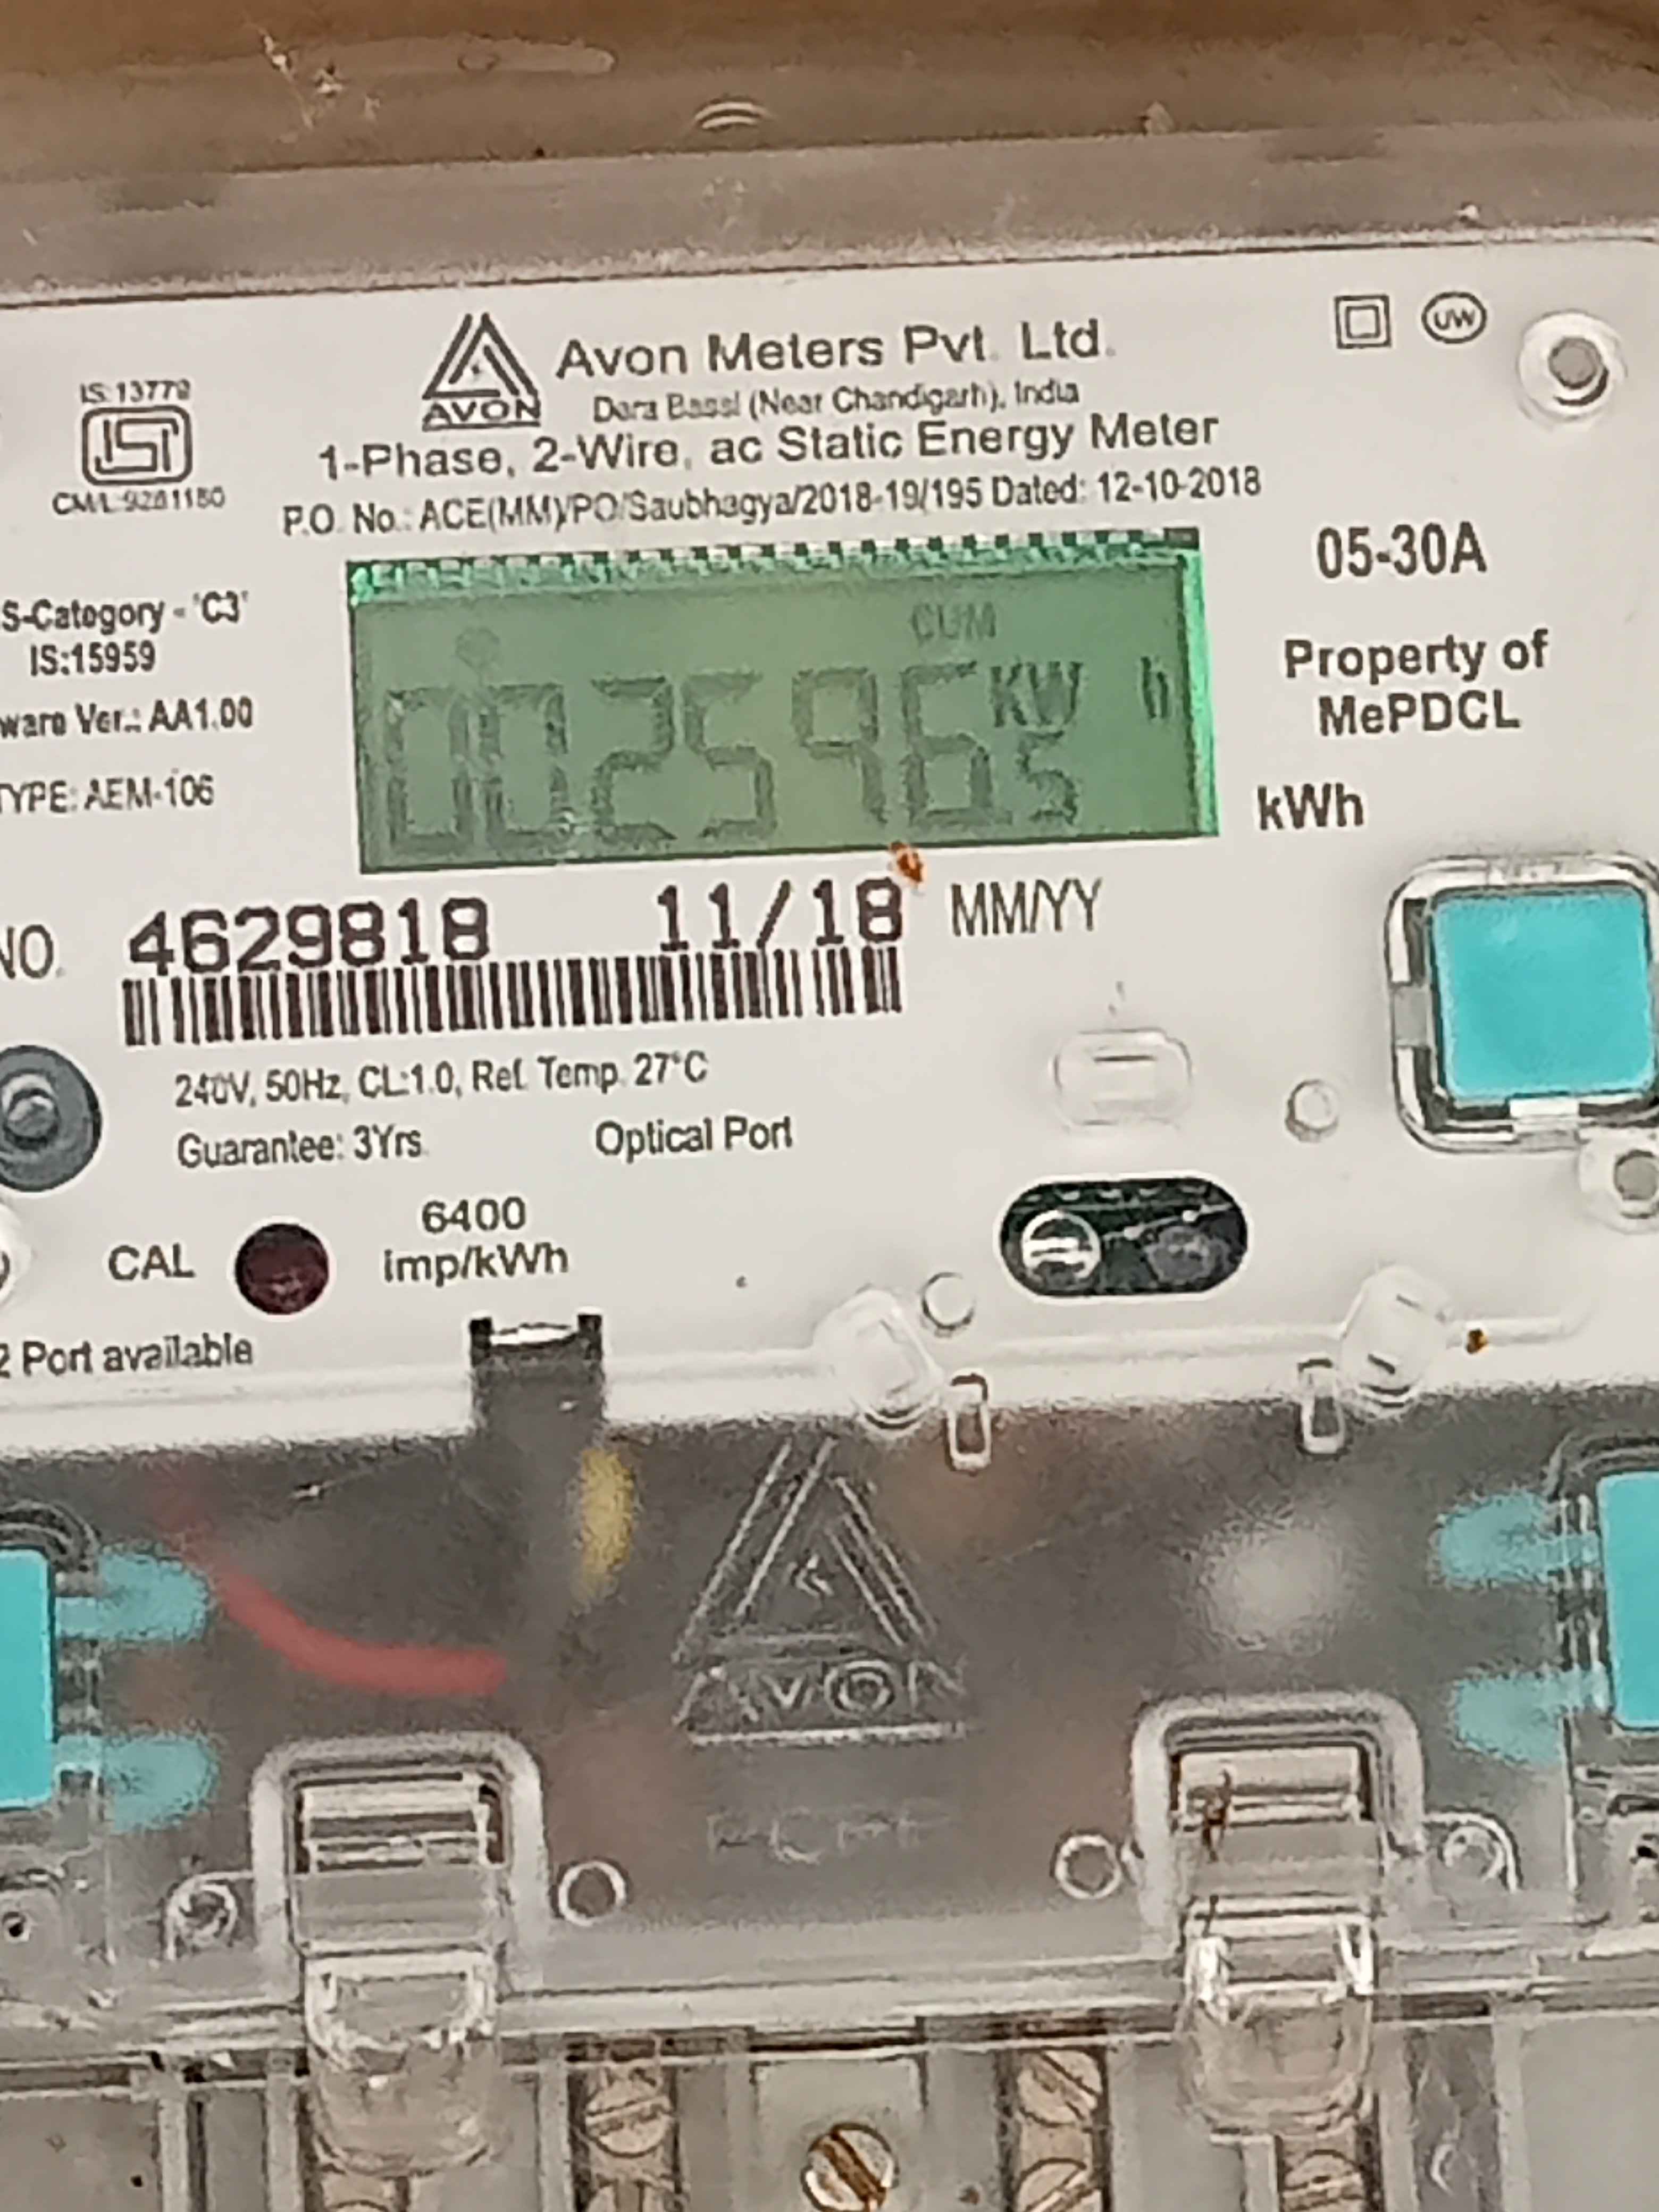 Avon Meters Pvt. Ltd.
AVON
Dera Bassi (Near Chandigarh), India
1-Phase, 2-Wire, ac Static Energy Meter
P.O. No.: ACE(MM)/PO/Saubhagya/2018-19/195 Dated: 12-10-2018
UW
IS:13779
ISI
S-Category - 'C3'
IS:15959
ware Ver.: AA1.00
TYPE: AEM-106
CUM
002596.5 KW h
05-30A
Property of
MePDCL
kWh
NO. 4629818 11/18 MM/YY
240V, 50Hz, CL:1.0, Ref. Temp. 27°C
Guarantee: 3Yrs. Optical Port
CAL
6400
imp/kWh
2 Port available
AVON